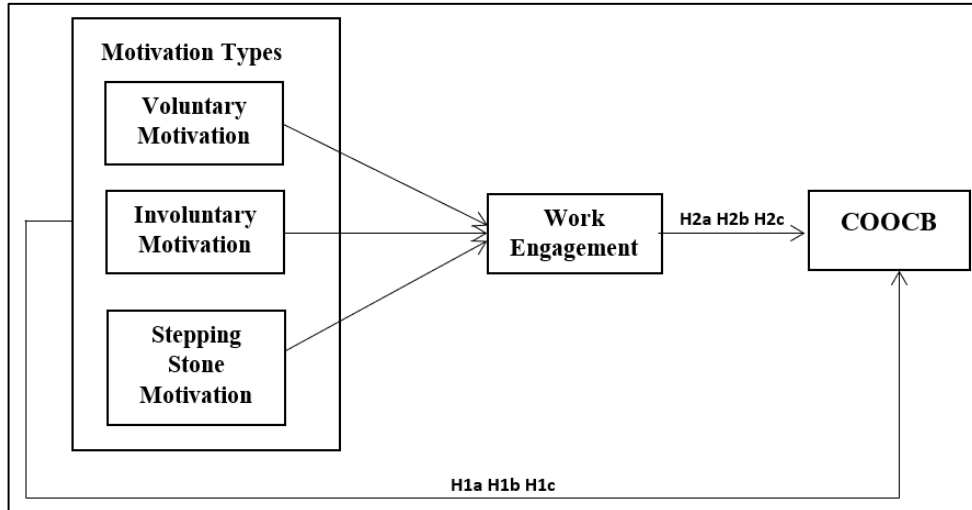 Motivation Types
Voluntary
Motivation
Involuntary
Motivation
Stepping
Stone
Motivation
Work
Engagement
H2a H2b H2c
COOCB
H1a H1b H1c